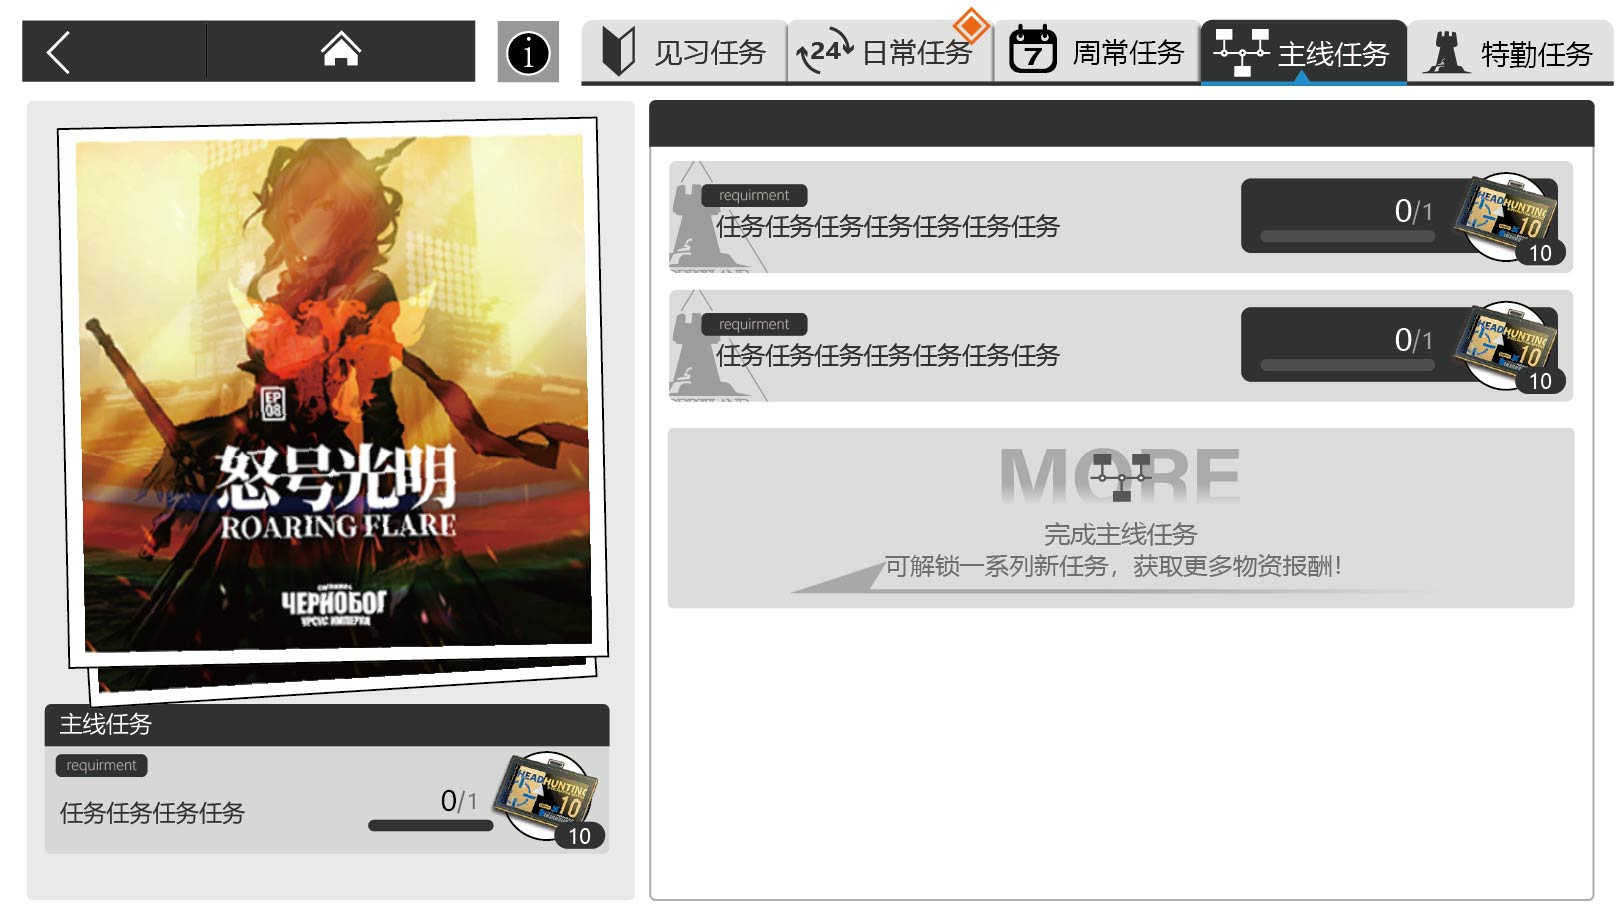 i
见习任务
24
日常任务
7
周常任务
主线任务
特勤任务
EP
08
怒号光明
ROARING FLARE
ЧЕРНОБОГ
主线任务
requirment
任务任务任务任务
0/1
HEADHUNTING
10
10
requirment
任务任务任务任务任务任务任务
0/1
HEADHUNTING
10
10
requirment
任务任务任务任务任务任务任务
0/1
HEADHUNTING
10
10
MORE
完成主线任务
可解锁一系列新任务，获取更多物资报酬！